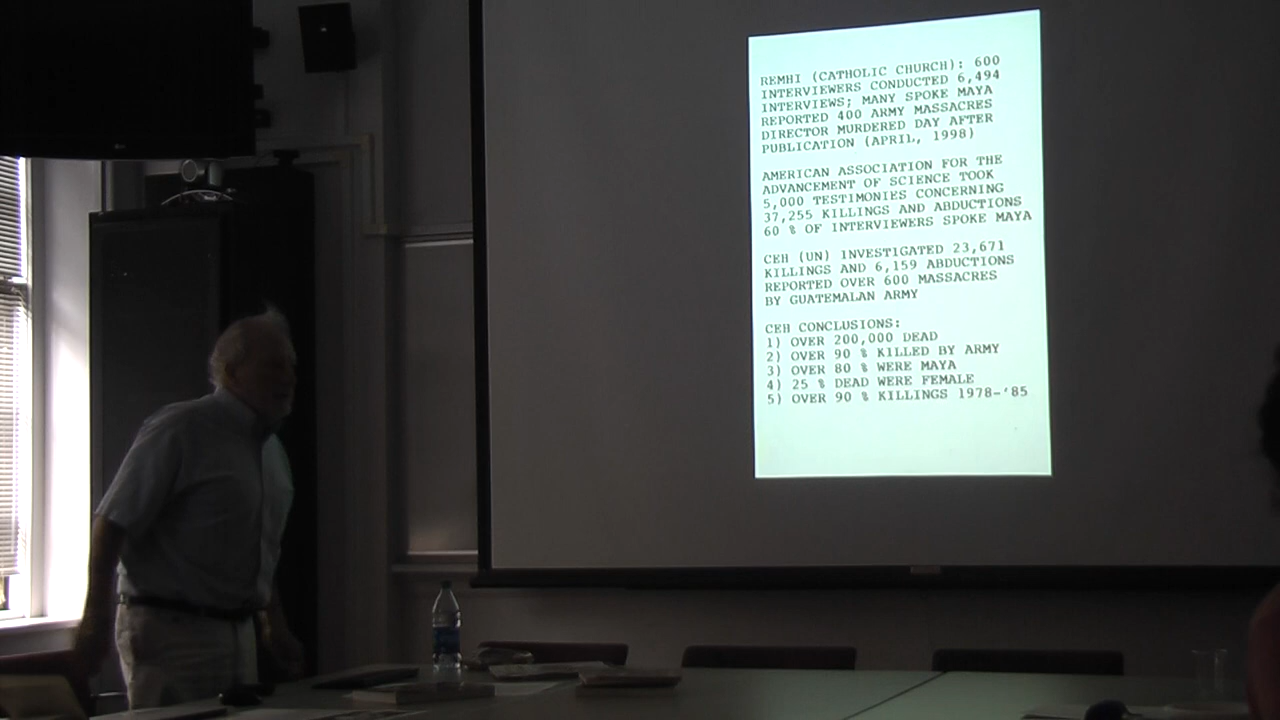 REMHI (CATHOLIC CHURCH): 600
INTERVIEWERS CONDUCTED 6,494
INTERVIEWS; MANY SPOKE MAYA
REPORTED 400 ARMY MASSACRES
DIRECTOR MURDERED DAY AFTER
PUBLICATION (APRIL, 1998)
AMERICAN ASSOCIATION FOR THE
ADVANCEMENT OF SCIENCE TOOK
5,000 TESTIMONIES CONCERNING
37,255 KILLINGS AND ABDUCTIONS
60 % OF INTERVIEWERS SPOKE MAYA
CEH (UN) INVESTIGATED 23,671
KILLINGS AND 6,159 ABDUCTIONS
REPORTED OVER 600 MASSACRES
BY GUATEMALAN ARMY
CEH CONCLUSIONS:
1) OVER 200,000 DEAD
2) OVER 90 % KILLED BY ARMY
3) OVER 80 % WERE MAYA
4) 25 % DEAD WERE FEMALE
5) OVER 90 % KILLINGS 1978-'85